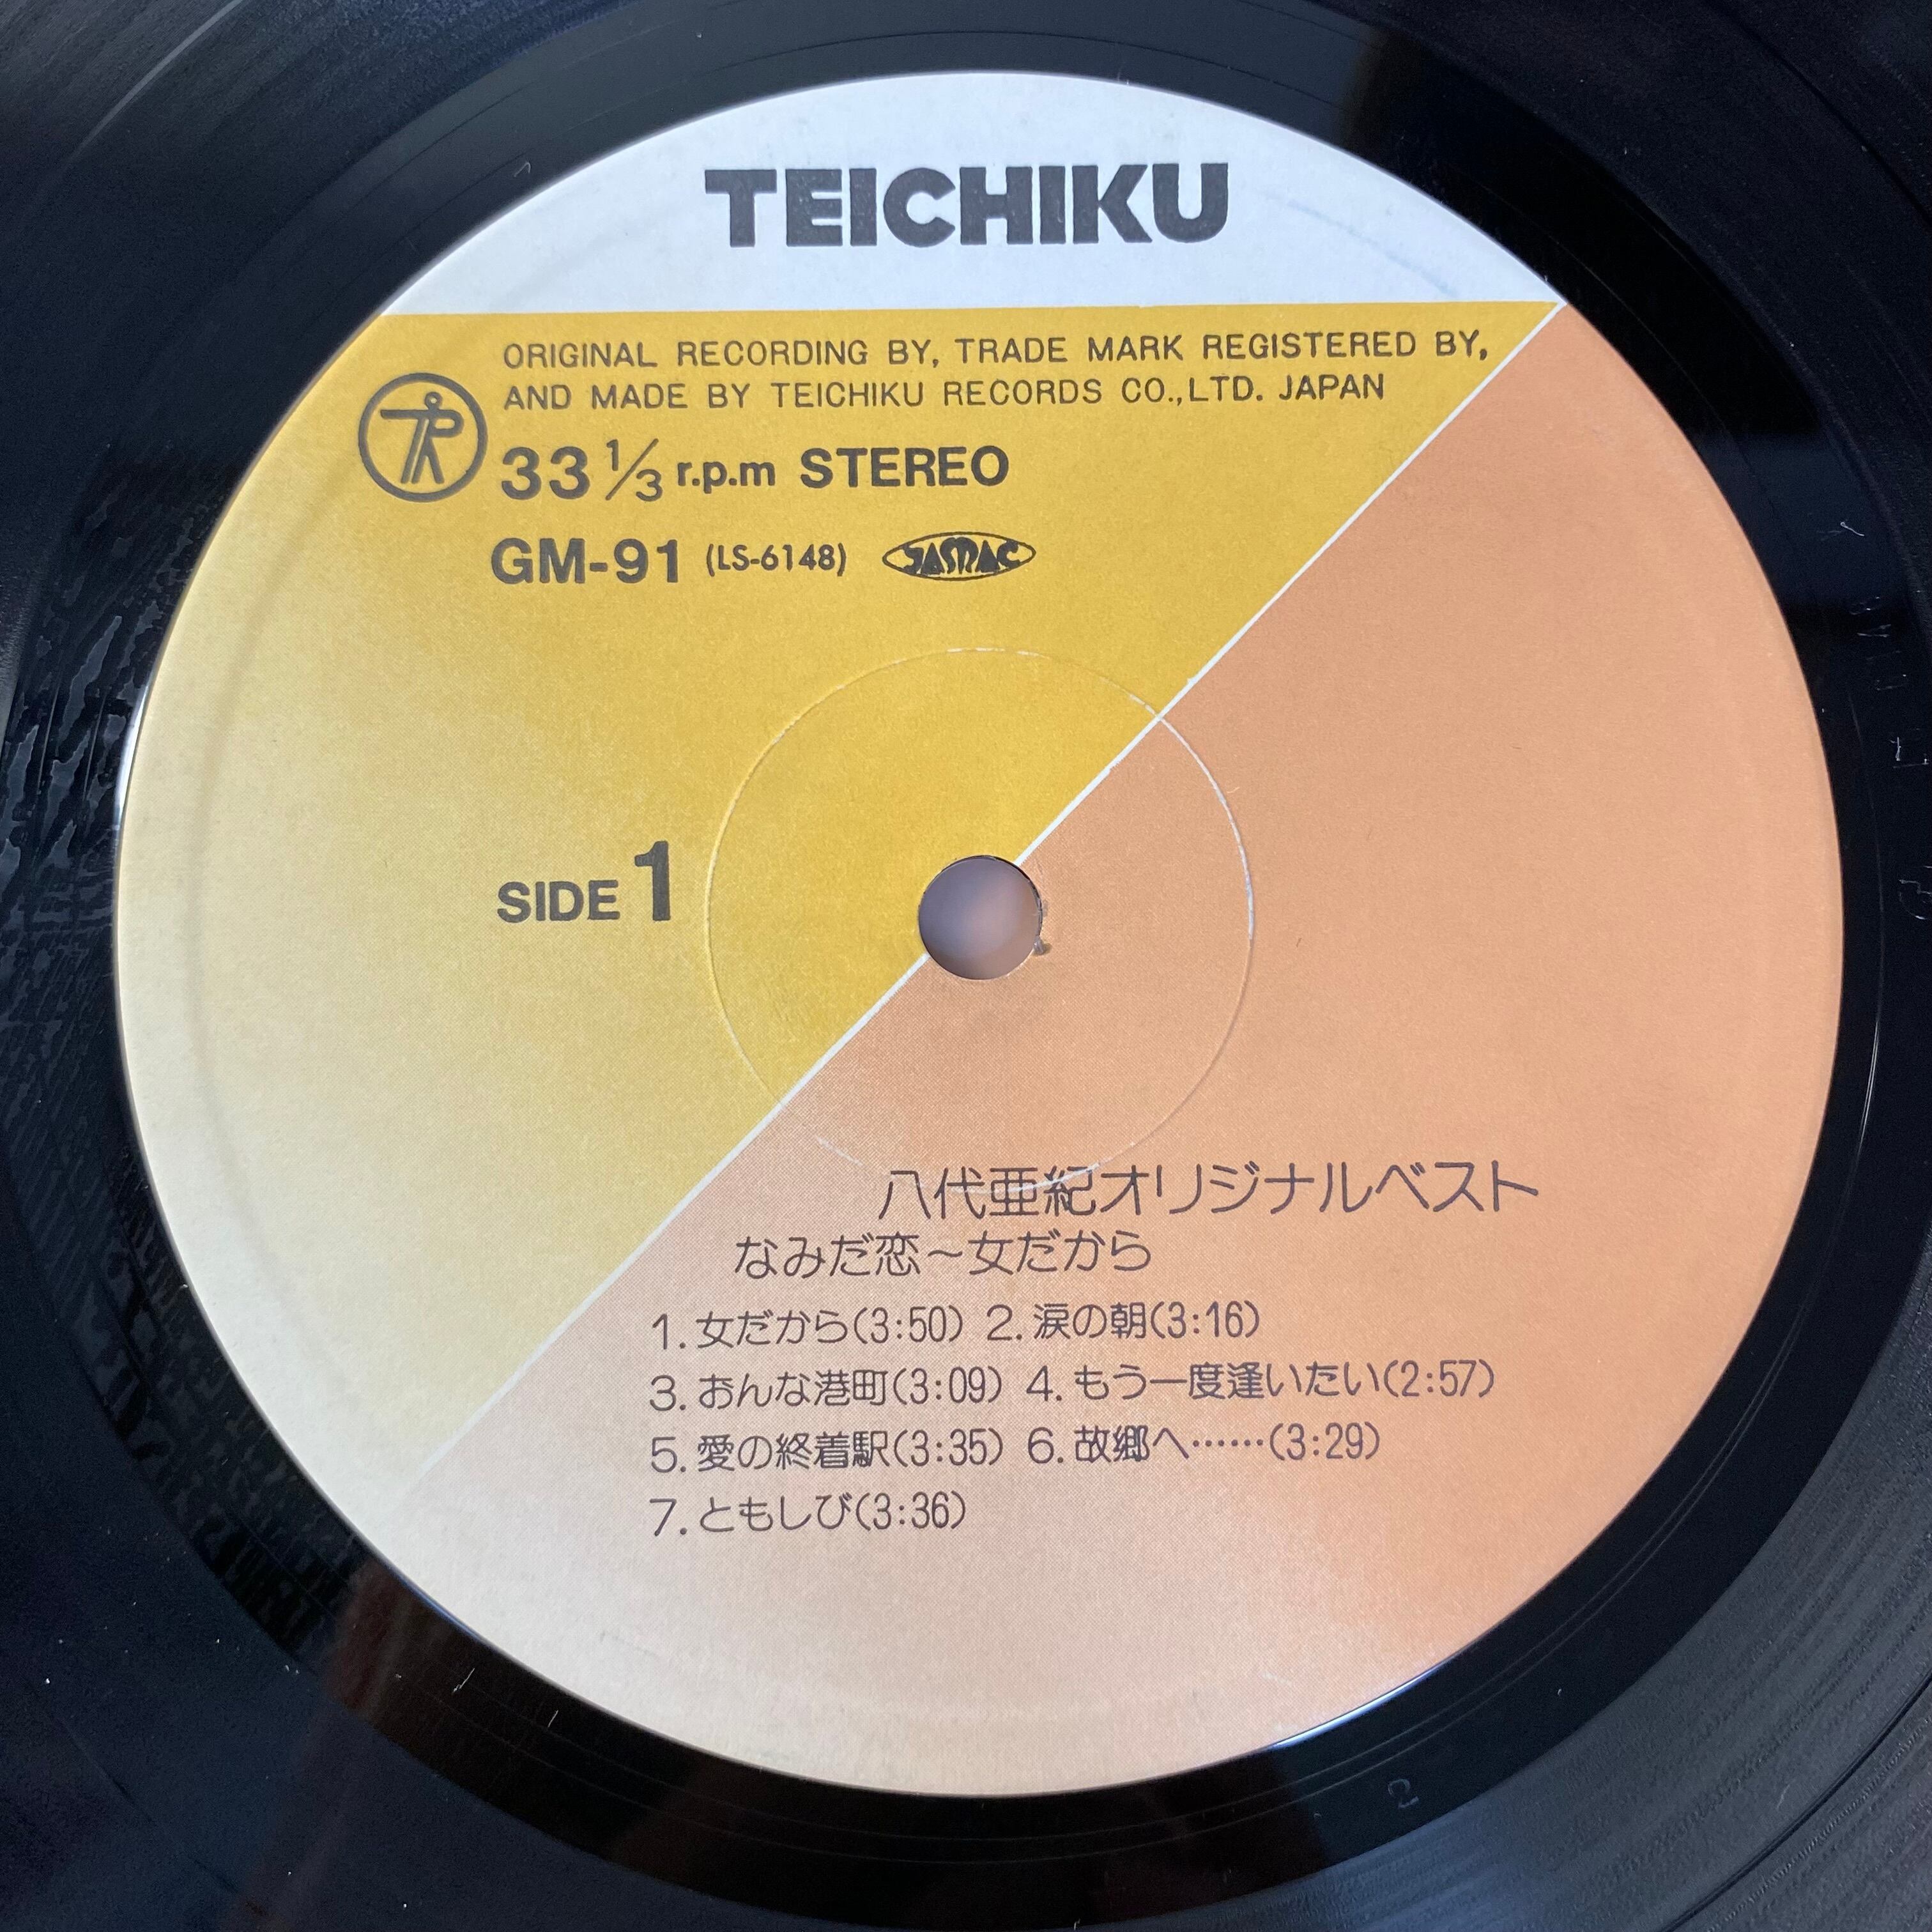 TEICHIKU
ORIGINAL RECORDING BY, TRADE MARK REGISTERED BY,
AND MADE BY TEICHIKU RECORDS CO.,LTD. JAPAN
33 1/3 r.p.m STEREO
GM-91 (LS-6148) JASRAC
SIDE 1
八代亜紀オリジナルベスト
なみだ恋～女だから
1. 女だから(3:50) 2. 涙の朝(3:16)
3. おんな港町(3:09) 4. もう一度逢いたい(2:57)
5. 愛の終着駅(3:35) 6. 故郷へ……(3:29)
7. ともしび(3:36)
2